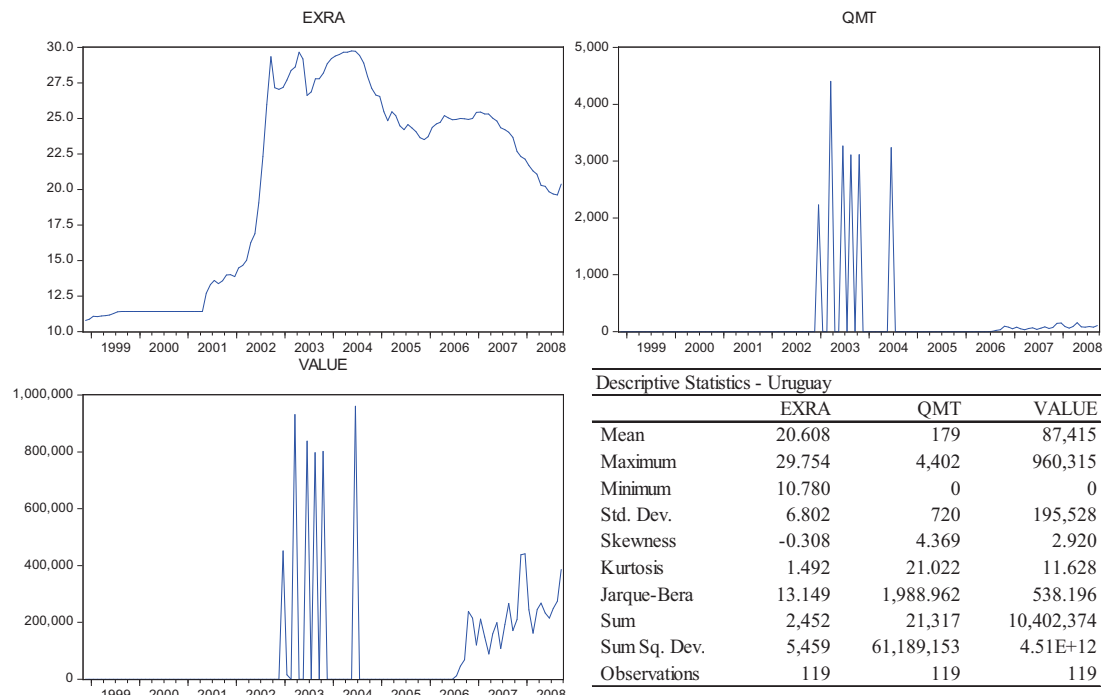 EXRA
30.0
27.5
25.0
22.5
20.0
17.5
15.0
12.5
10.0
1999 2000 2001 2002 2003 2004 2005 2006 2007 2008
QMT
5,000
4,000
3,000
2,000
1,000
0
1999 2000 2001 2002 2003 2004 2005 2006 2007 2008
VALUE
1,000,000
800,000
600,000
400,000
200,000
0
1999 2000 2001 2002 2003 2004 2005 2006 2007 2008
Descriptive Statistics - Uruguay
EXRA QMT VALUE
Mean 20.608 179 87,415
Maximum 29.754 4,402 960,315
Minimum 10.780 0 0
Std. Dev. 6.802 720 195,528
Skewness -0.308 4.369 2.920
Kurtosis 1.492 21.022 11.628
Jarque-Bera 13.149 1,988.962 538.196
Sum 2,452 21,317 10,402,374
Sum Sq. Dev. 5,459 61,189,153 4.51E+12
Observations 119 119 119